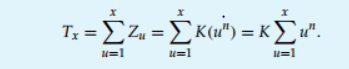 $T_x = \sum_{u=1}^{x} Z_u = \sum_{u=1}^{x} K(u^n) = K \sum_{u=1}^{x} u^n.$